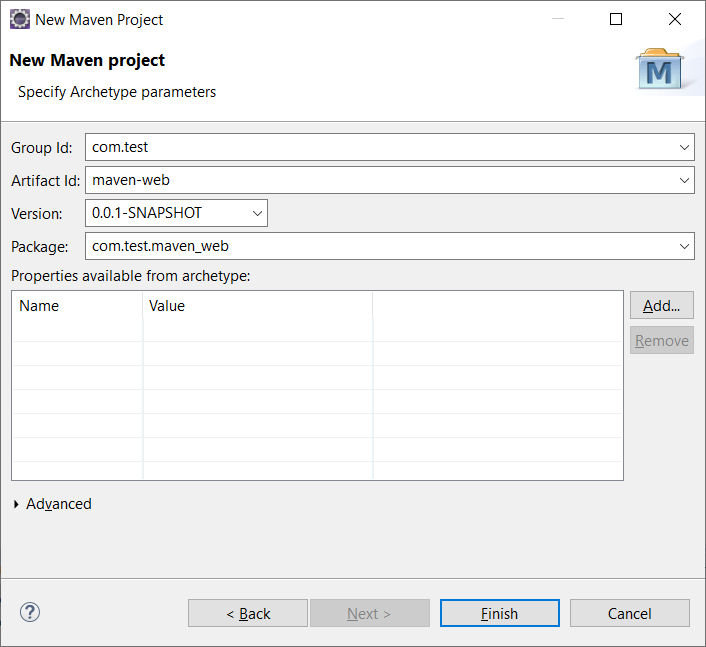 New Maven Project
New Maven project
Specify Archetype parameters
M
Group Id: com.test
Artifact Id: maven-web
Version: 0.0.1-SNAPSHOT
Package: com.test.maven_web
Properties available from archetype:
Name Value
Add...
Remove
Advanced
? < Back Next > Finish Cancel